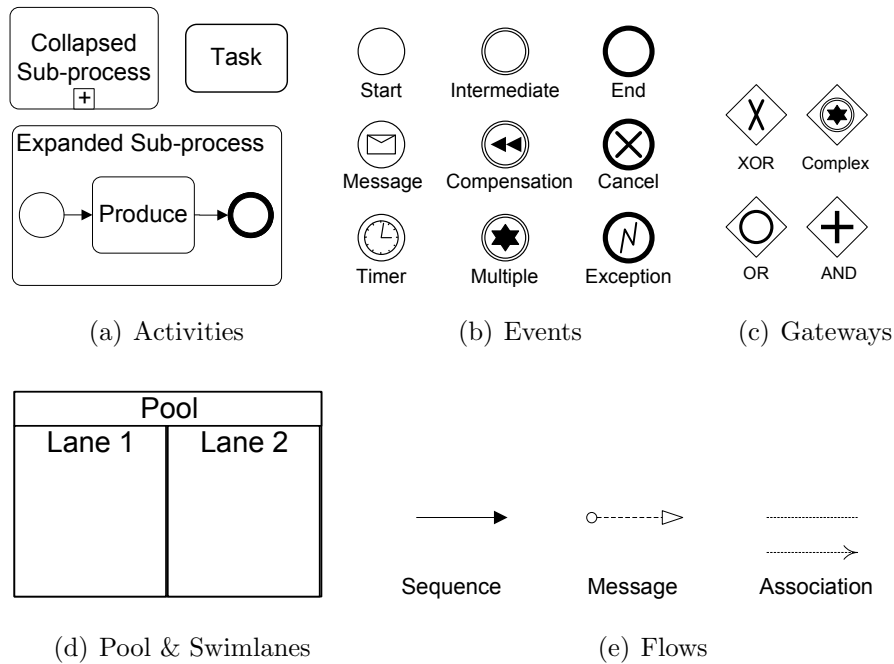 Collapsed
Sub-process
Task
Expanded Sub-process
Produce
(a) Activities
Start
Intermediate
End
Message
Compensation
Cancel
Timer
Multiple
Exception
(b) Events
XOR
Complex
OR
AND
(c) Gateways
Pool
Lane 1
Lane 2
(d) Pool & Swimlanes
Sequence
Message
Association
(e) Flows